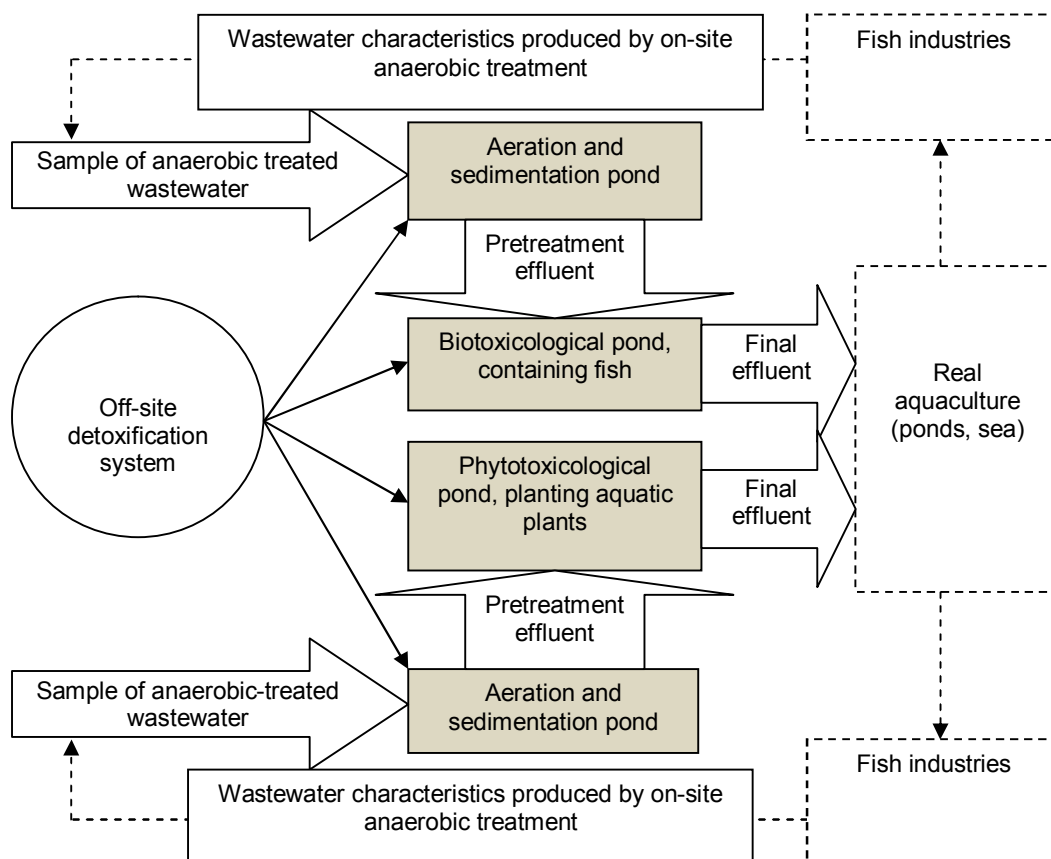 Wastewater characteristics produced by on-site
anaerobic treatment
Fish industries
Sample of anaerobic treated
wastewater
Aeration and
sedimentation pond
Pretreatment
effluent
Biotoxicological pond,
containing fish
Final
effluent
Off-site
detoxification
system
Real
aquaculture
(ponds, sea)
Phytotoxicological
pond, planting aquatic
plants
Final
effluent
Pretreatment
effluent
Sample of anaerobic-treated
wastewater
Aeration and
sedimentation pond
Wastewater characteristics produced by on-site
anaerobic treatment
Fish industries